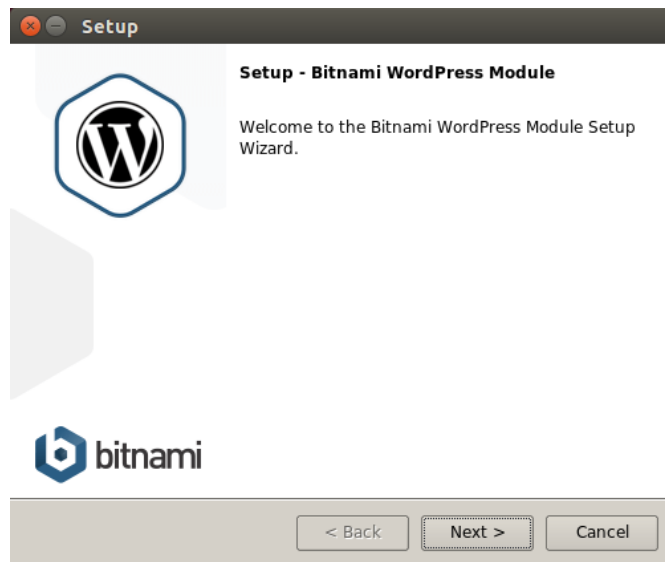 Setup
Setup - Bitnami WordPress Module
Welcome to the Bitnami WordPress Module Setup
Wizard.
bitnami
< Back
Next >
Cancel